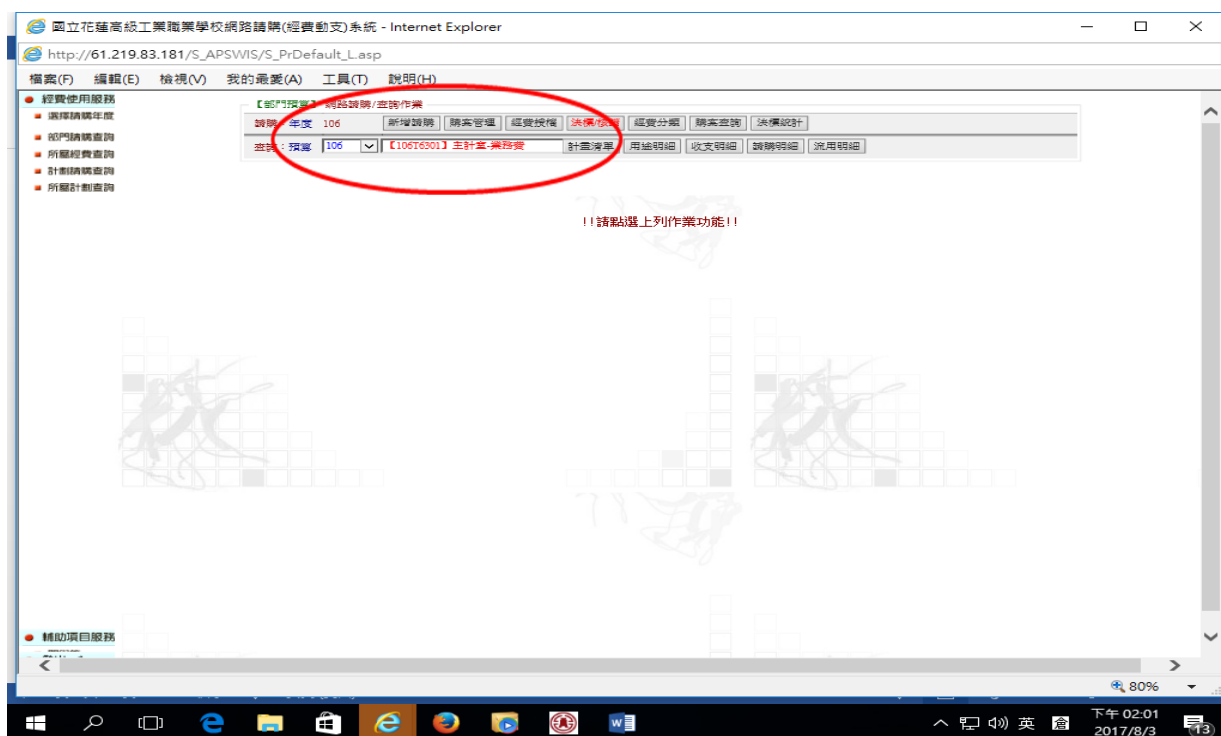 國立花蓮高級工業職業學校網路請購(經費動支)系統 - Internet Explorer
http://61.219.83.181/S_APSWIS/S_PrDefault_L.asp
檔案(F) 編輯(E) 檢視(V) 我的最愛(A) 工具(T) 說明(H)
經費使用服務
選擇請購年度
部門請購查詢
所屬經費查詢
計劃請購查詢
所屬計劃查詢
【部門預算】網路請購/查詢作業
請購：年度 106 新增請購 購案管理 經費授權 決標/核銷 經費分類 購案查詢 決標統計
查詢：預算 106 【106T6301】主計室-業務費 計畫清單 用途明細 收支明細 請購明細 流用明細
!!請點選上列作業功能!!
輔助項目服務
80%
英 倉 下午 02:01
2017/8/3
13